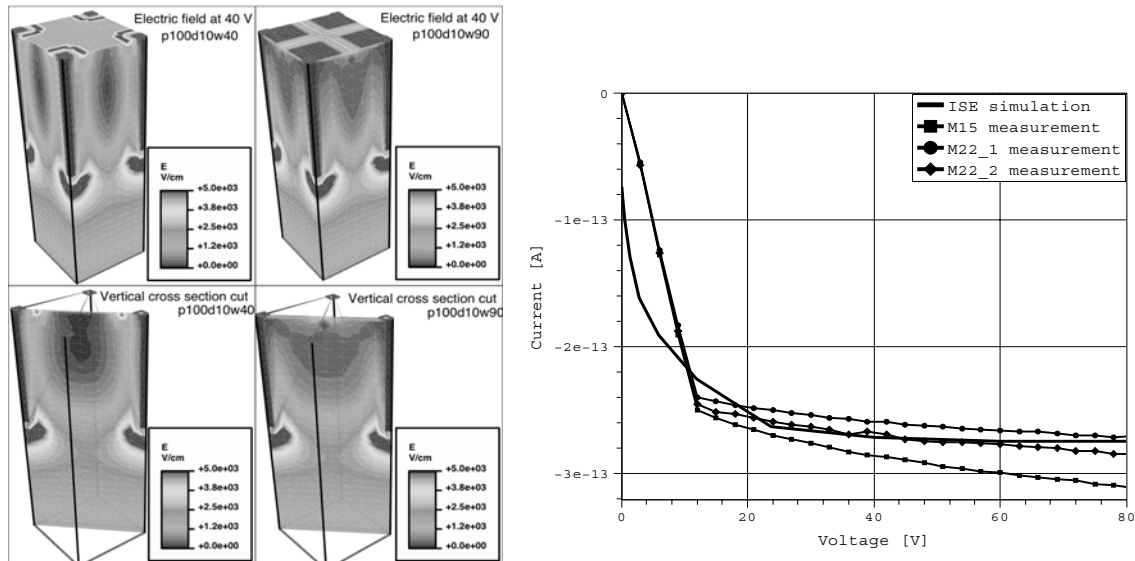 Electric field at 40 V
p100d10w40
E
V/cm
+5.0e+03
+3.8e+03
+2.5e+03
+1.2e+03
+0.0e+00
Electric field at 40 V
p100d10w90
E
V/cm
+5.0e+03
+3.8e+03
+2.5e+03
+1.2e+03
+0.0e+00
Vertical cross section cut
p100d10w40
E
V/cm
+5.0e+03
+3.8e+03
+2.5e+03
+1.2e+03
+0.0e+00
Vertical cross section cut
p100d10w90
E
V/cm
+5.0e+03
+3.8e+03
+2.5e+03
+1.2e+03
+0.0e+00
ISE simulation
M15 measurement
M22_1 measurement
M22_2 measurement
Current [A]
0
-1e-13
-2e-13
-3e-13
0
20
40
60
80
Voltage [V]